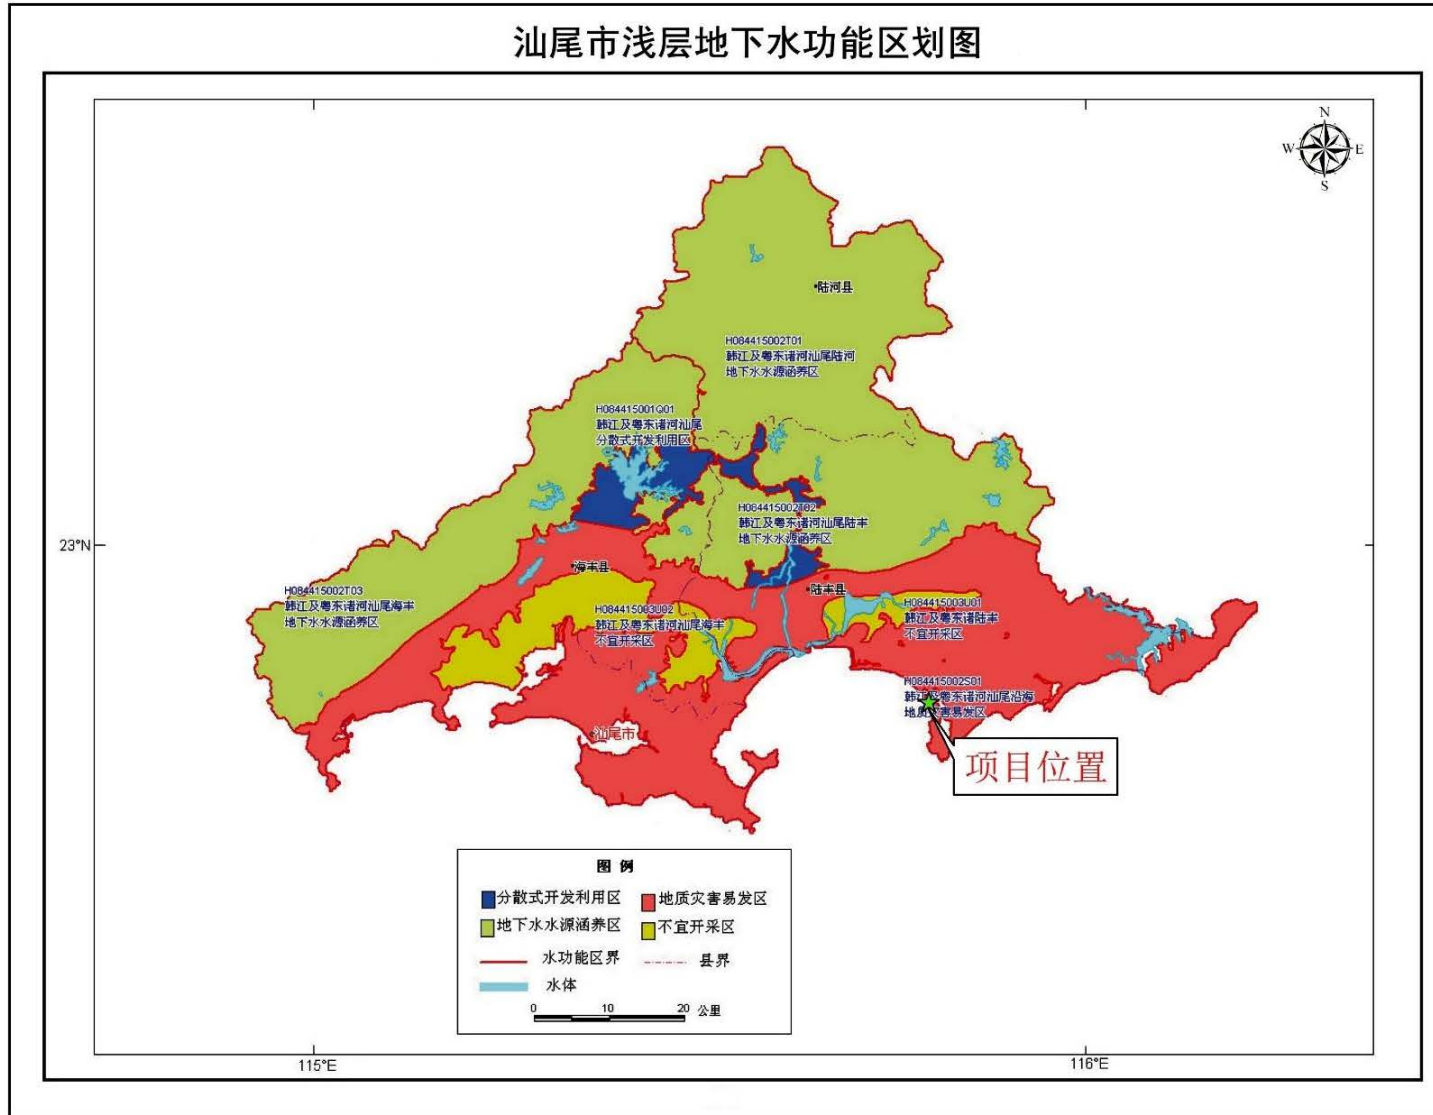 汕尾市浅层地下水功能区划图
N
W
E
S
陆河县
H084415002T01
韩江及粤东诸河汕尾陆河
地下水水源涵养区
H084415001Q01
韩江及粤东诸河汕尾
分散式开发利用区
H084415002T02
韩江及粤东诸河汕尾陆丰
地下水水源涵养区
23°N
海丰县
陆丰县
H084415002T03
韩江及粤东诸河汕尾海丰
地下水水源涵养区
H084415003U02
韩江及粤东诸河汕尾海丰
不宜开采区
H084415003U01
韩江及粤东诸陆丰
不宜开采区
H084415002S01
韩江及粤东诸河汕尾沿海
地质灾害易发区
汕尾市
项目位置
图 例
分散式开发利用区
地质灾害易发区
地下水水源涵养区
不宜开采区
水功能区界
县界
水体
0 10 20 公里
115°E
116°E